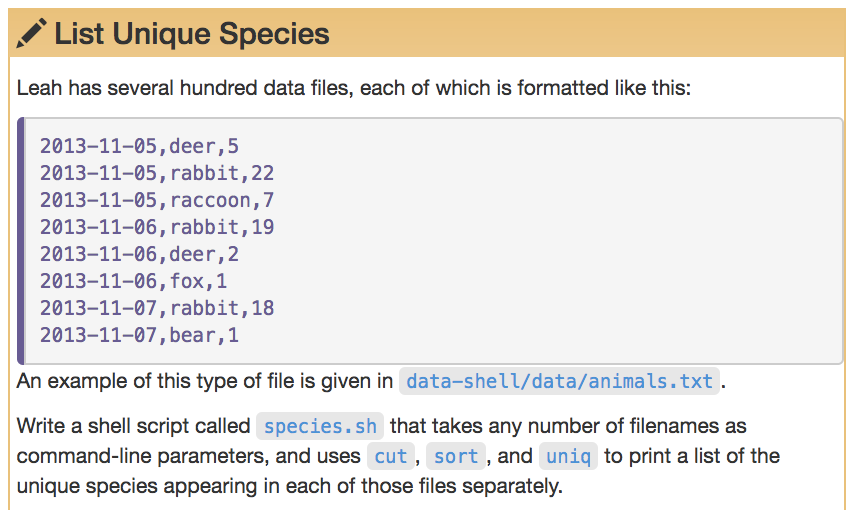 List Unique Species
Leah has several hundred data files, each of which is formatted like this:
2013-11-05,deer,5
2013-11-05,rabbit,22
2013-11-05,raccoon,7
2013-11-06,rabbit,19
2013-11-06,deer,2
2013-11-06,fox,1
2013-11-07,rabbit,18
2013-11-07,bear,1
An example of this type of file is given in data-shell/data/animals.txt.
Write a shell script called species.sh that takes any number of filenames as
command-line parameters, and uses cut, sort, and uniq to print a list of the
unique species appearing in each of those files separately.